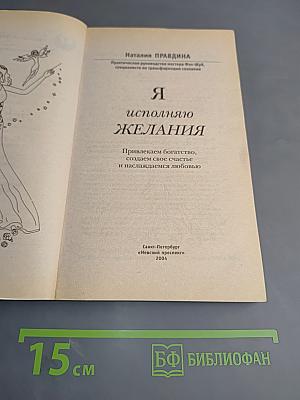 Наталия ПРАВДИНА
Практическое руководство мастера Фэн-Шуй,
специалиста по трансформации сознания
Я
исполняю
ЖЕЛАНИЯ
Привлекаем богатство,
создаем свое счастье
и наслаждаемся любовью
Санкт-Петербург
«Невский проспект»
2004
15 см
БФ БИБЛИОФАН